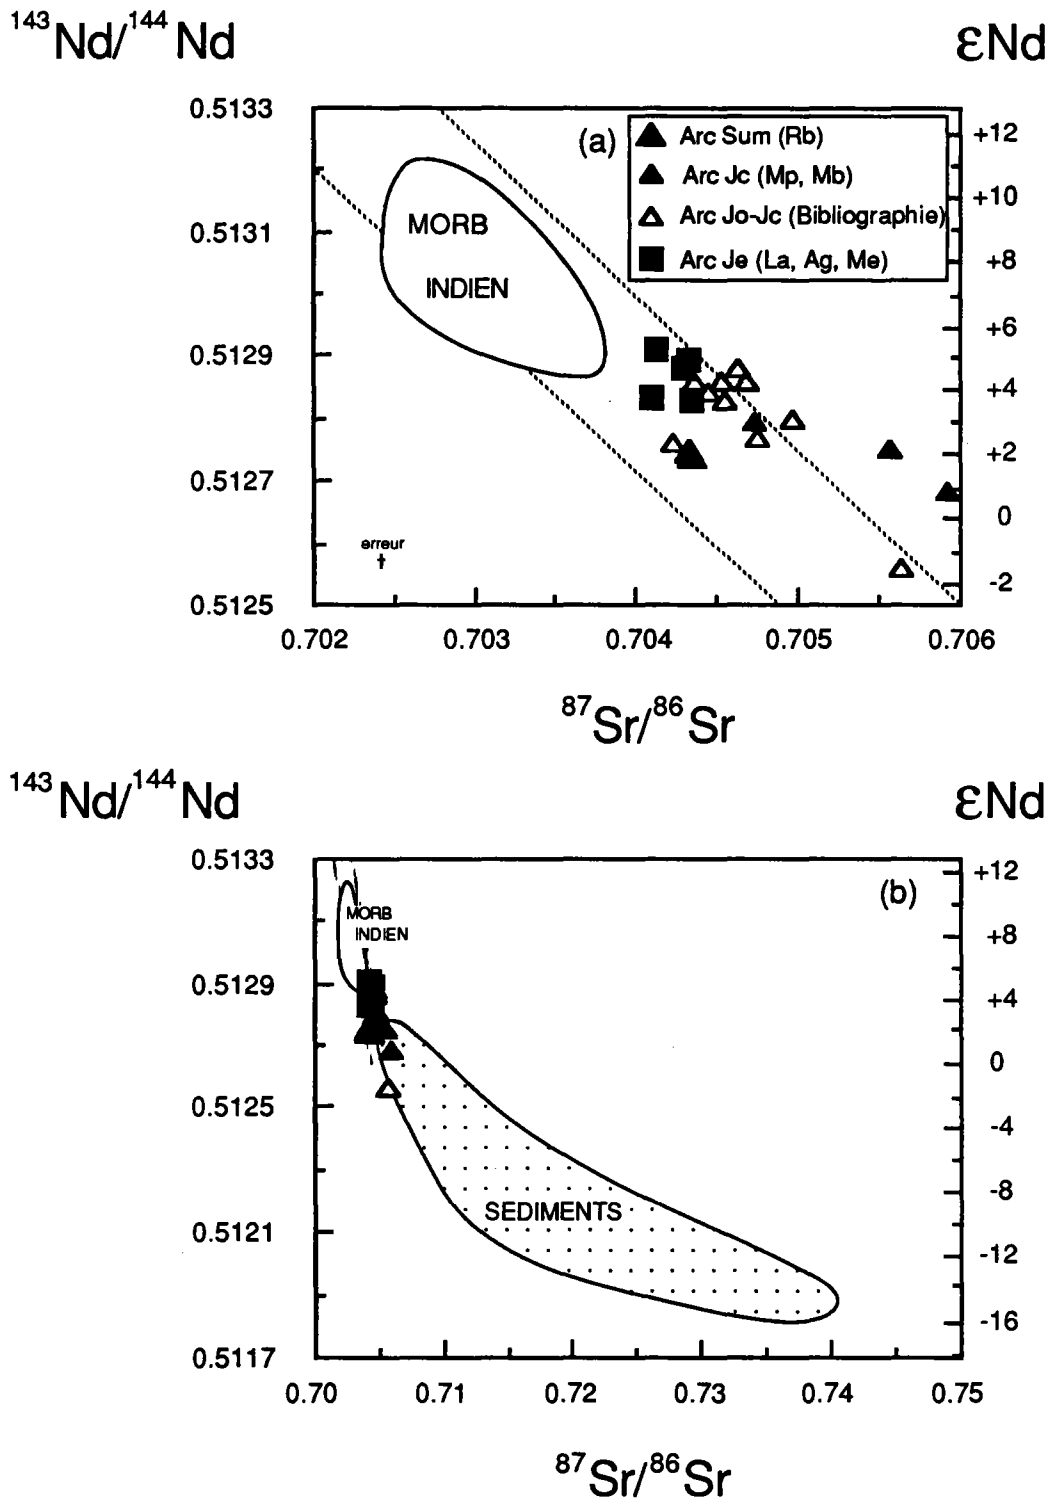 143Nd/144Nd
εNd
0.5133
0.5131
0.5129
0.5127
0.5125
(a)
Arc Sum (Rb)
Arc Jc (Mp, Mb)
Arc Jo-Jc (Bibliographie)
Arc Je (La, Ag, Me)
MORB
INDIEN
erreur
+12
+10
+8
+6
+4
+2
0
-2
0.702 0.703 0.704 0.705 0.706
87Sr/86Sr
143Nd/144Nd
εNd
0.5133
0.5129
0.5125
0.5121
0.5117
(b)
MORB
INDIEN
SEDIMENTS
+12
+8
+4
0
-4
-8
-12
-16
0.70 0.71 0.72 0.73 0.74 0.75
87Sr/86Sr